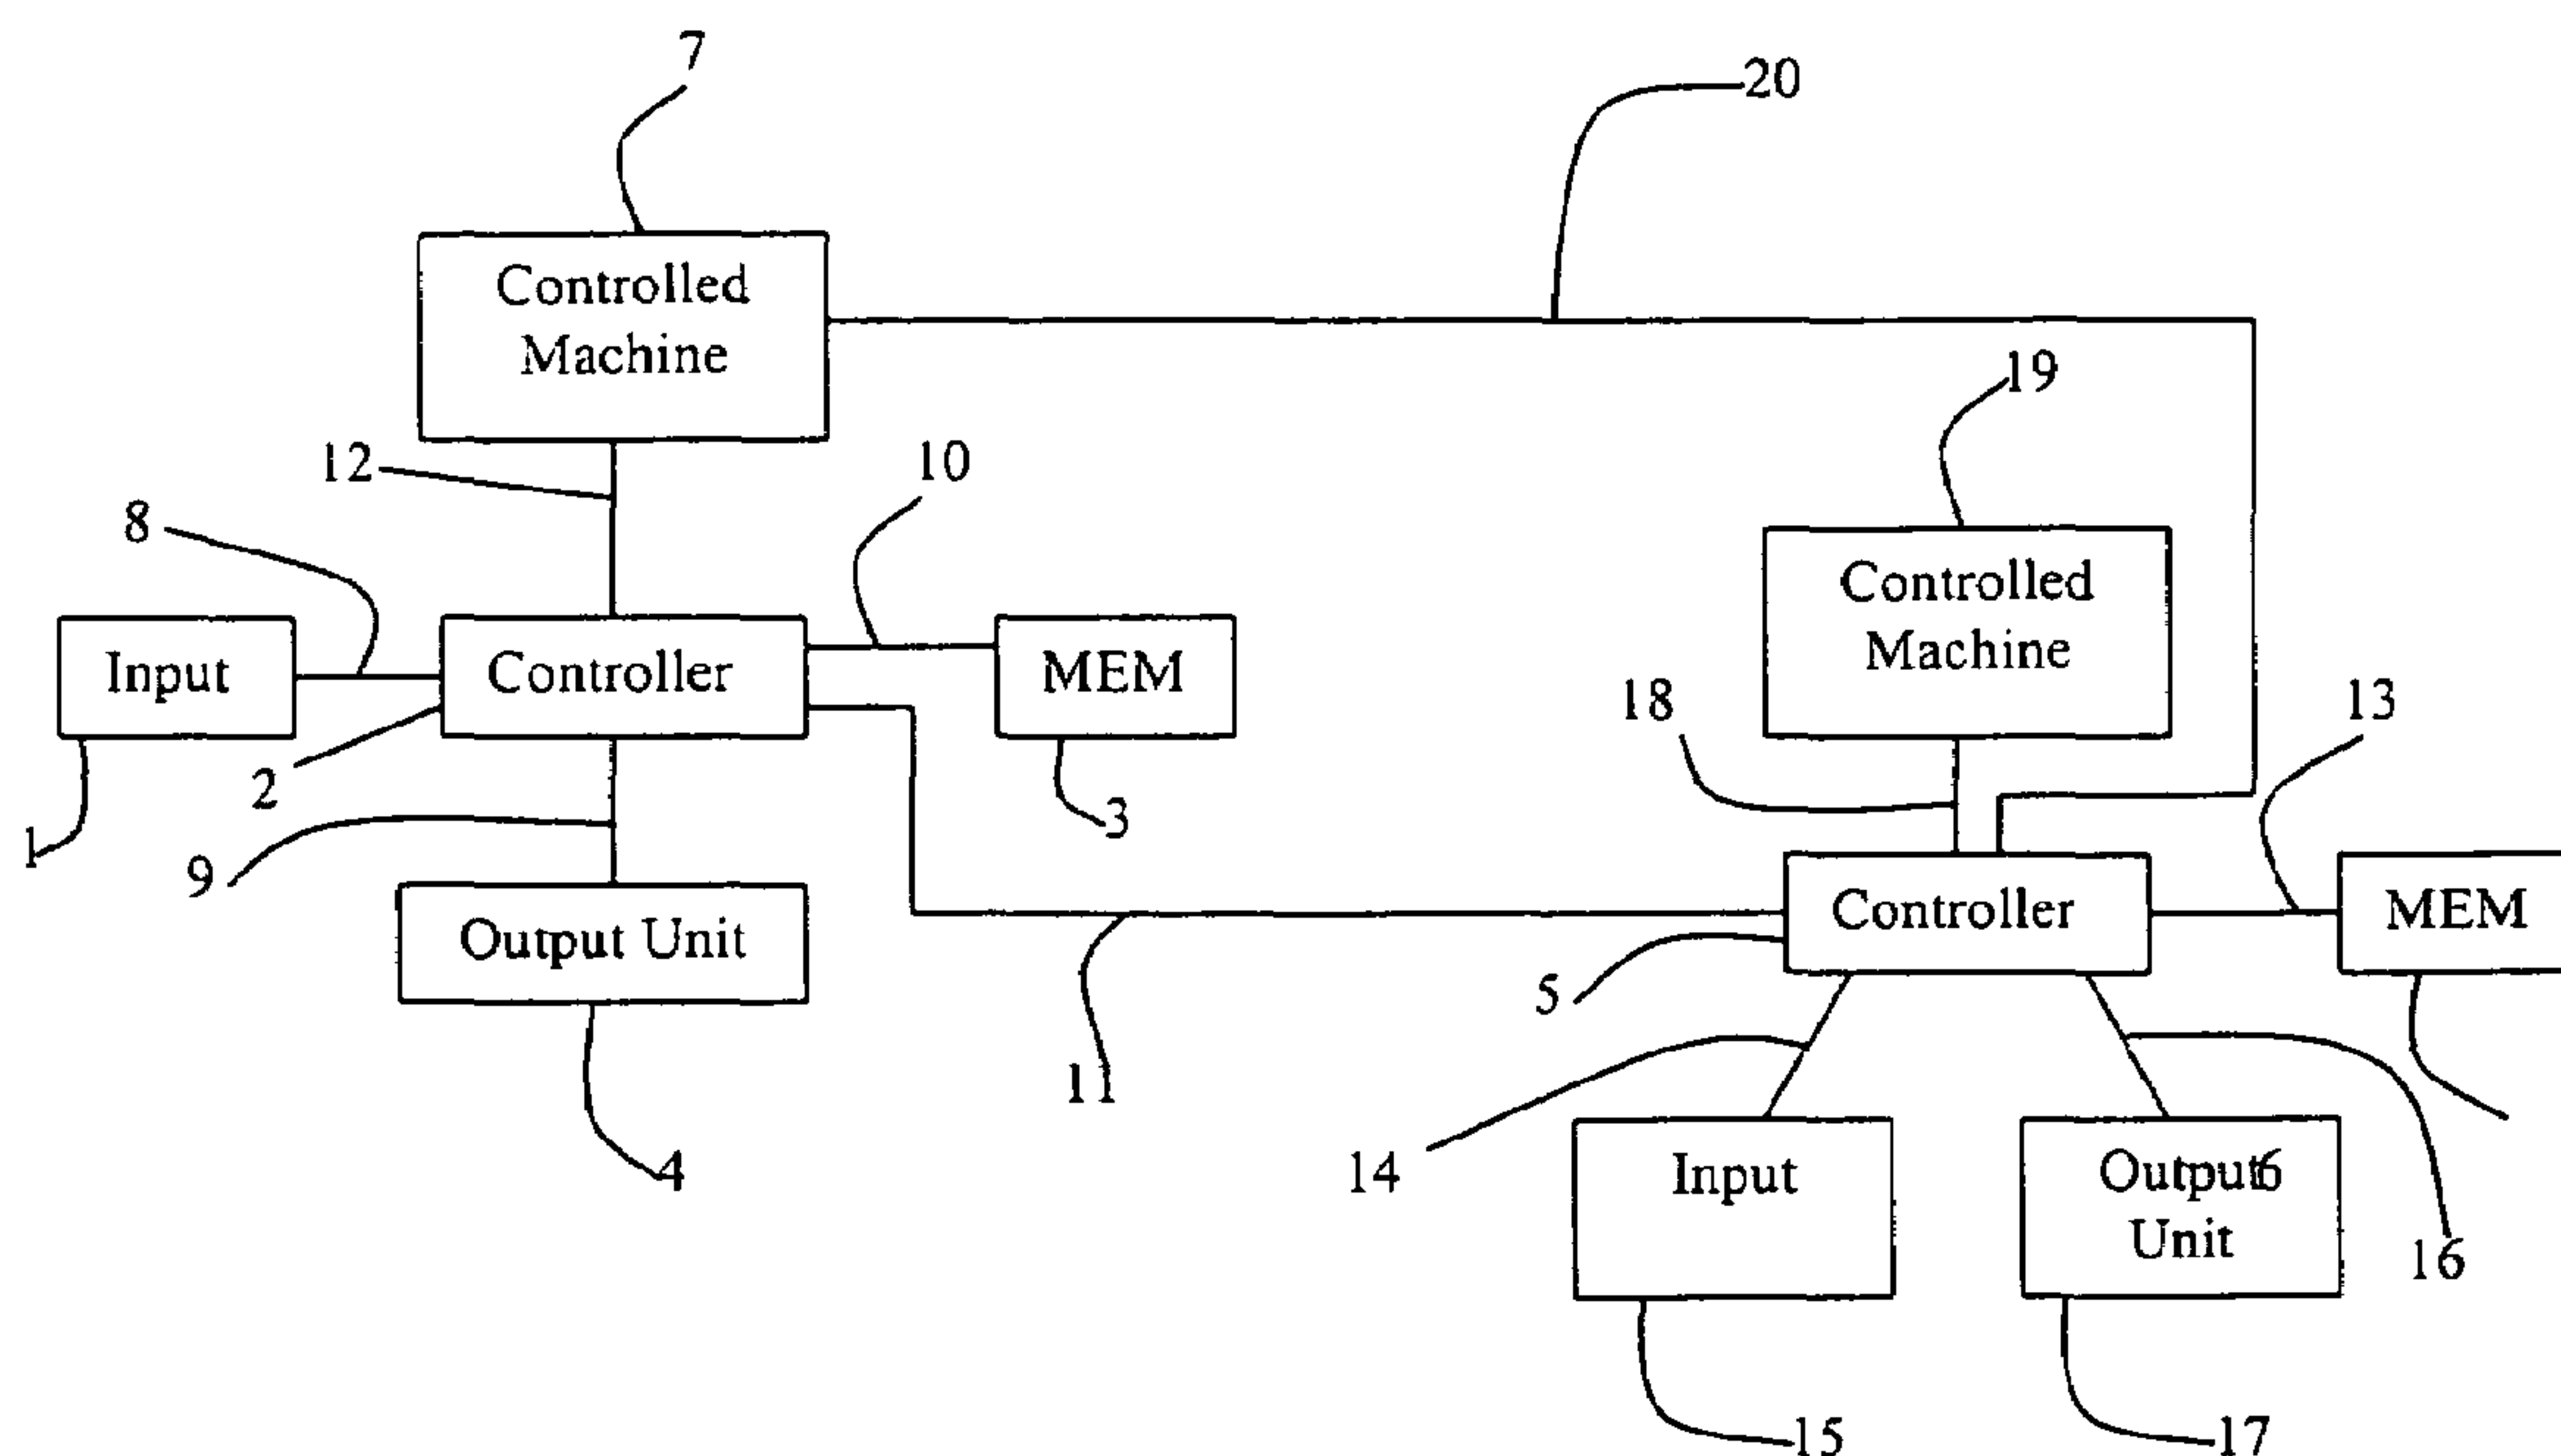 7
20
Controlled
Machine
19
12
10
8
Controlled
Machine
Input
Controller
MEM
18
13
2
3
1
9
Controller
MEM
Output Unit
5
11
14
Input
Output6
Unit
4
16
15
17